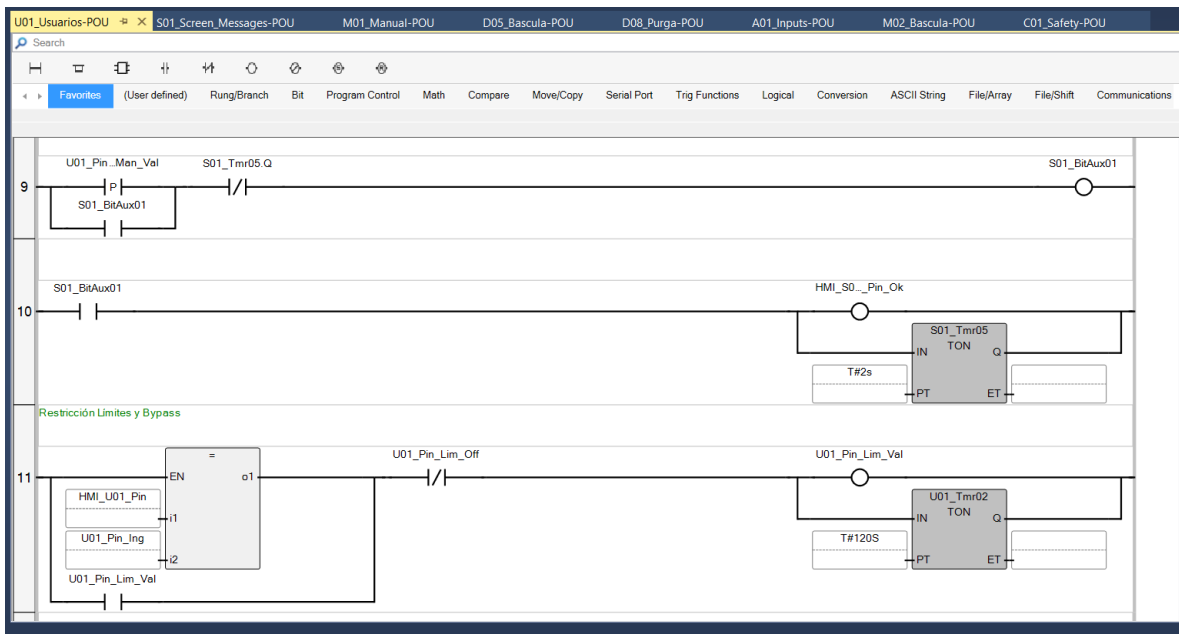 U01_Usuarios-POU S01_Screen_Messages-POU M01_Manual-POU D05_Bascula-POU D08_Purga-POU A01_Inputs-POU M02_Bascula-POU C01_Safety-POU
Search
Favorites (User defined) Rung/Branch Bit Program Control Math Compare Move/Copy Serial Port Trig Functions Logical Conversion ASCII String File/Array File/Shift Communications
U01_Pin...Man_Val S01_Tmr05.Q S01_BitAux01
9 P
S01_BitAux01
S01_BitAux01 HMI_S0..._Pin_Ok
10
S01_Tmr05
TON
IN Q
T#2s
PT ET
Restricción Límites y Bypass
= U01_Pin_Lim_Off U01_Pin_Lim_Val
11 EN o1
HMI_U01_Pin U01_Tmr02
TON
i1 IN Q
U01_Pin_Ing T#120S
i2 PT ET
U01_Pin_Lim_Val